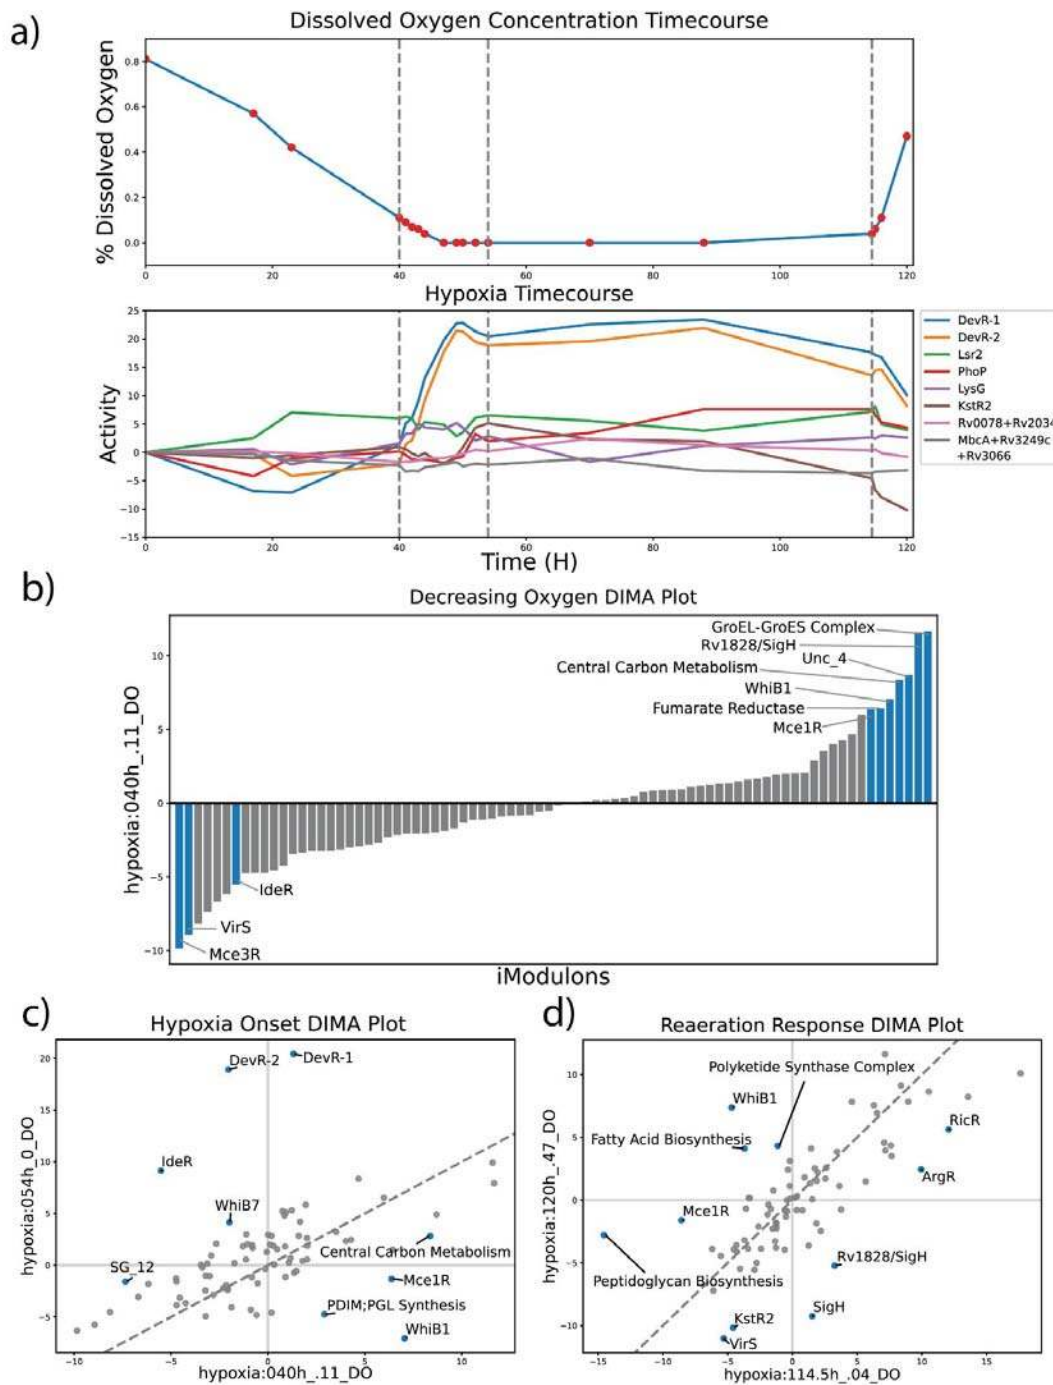 a)
Dissolved Oxygen Concentration Timecourse
% Dissolved Oxygen
0.8
0.6
0.4
0.2
0.0
0 20 40 60 80 100 120
Hypoxia Timecourse
Activity
25
20
15
10
5
0
−5
−10
−15
0 20 40 60 80 100 120
Time (H)
DevR-1
DevR-2
Lsr2
PhoP
LysG
KstR2
Rv0078+Rv2034
MbcA+Rv3249c
+Rv3066
b)
Decreasing Oxygen DIMA Plot
hypoxia:040h_.11_DO
10
5
0
−5
−10
GroEL-GroES Complex
Rv1828/SigH
Unc_4
Central Carbon Metabolism
WhiB1
Fumarate Reductase
Mce1R
IdeR
VirS
Mce3R
iModulons
c)
Hypoxia Onset DIMA Plot
hypoxia:054h_0_DO
20
15
10
5
0
−5
DevR-2
DevR-1
IdeR
WhiB7
Central Carbon Metabolism
SG_12
Mce1R
PDIM;PGL Synthesis
WhiB1
−10 −5 0 5 10
hypoxia:040h_.11_DO
d)
Reaeration Response DIMA Plot
hypoxia:120h_.47_DO
10
5
0
−5
−10
Polyketide Synthase Complex
WhiB1
Fatty Acid Biosynthesis
RicR
ArgR
Mce1R
Rv1828/SigH
Peptidoglycan Biosynthesis
SigH
KstR2
VirS
−15 −10 −5 0 5 10 15
hypoxia:114.5h_.04_DO